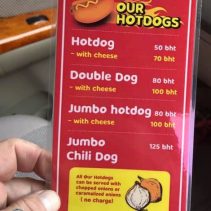 OUR
HOTDOGS
Hotdog 50 bht
- with cheese 70 bht
Double Dog 80 bht
- with cheese 100 bht
Jumbo hotdog 80 bht
- with cheese 100 bht
Jumbo
Chili Dog 125 bht
All Our Hotdogs
can be served with
chopped onions or
caramalized onions
( no charge)